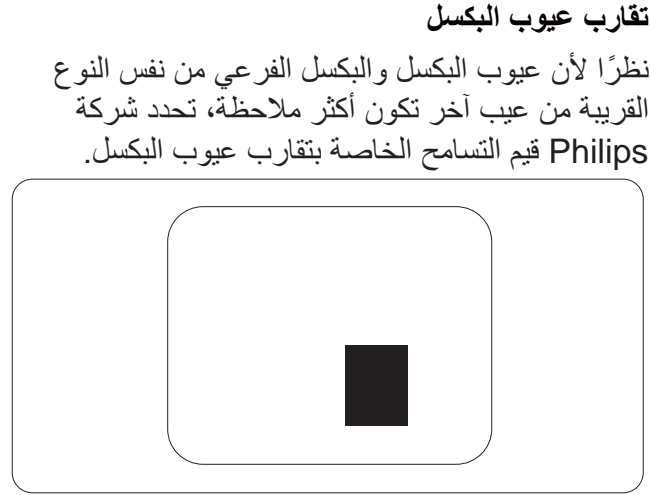 تقارب عيوب البكسل
نظرًا لأن عيوب البكسل والبكسل الفرعي من نفس النوع
القريبة من عيب آخر تكون أكثر ملاحظة، تحدد شركة
Philips قيم التسامح الخاصة بتقارب عيوب البكسل.